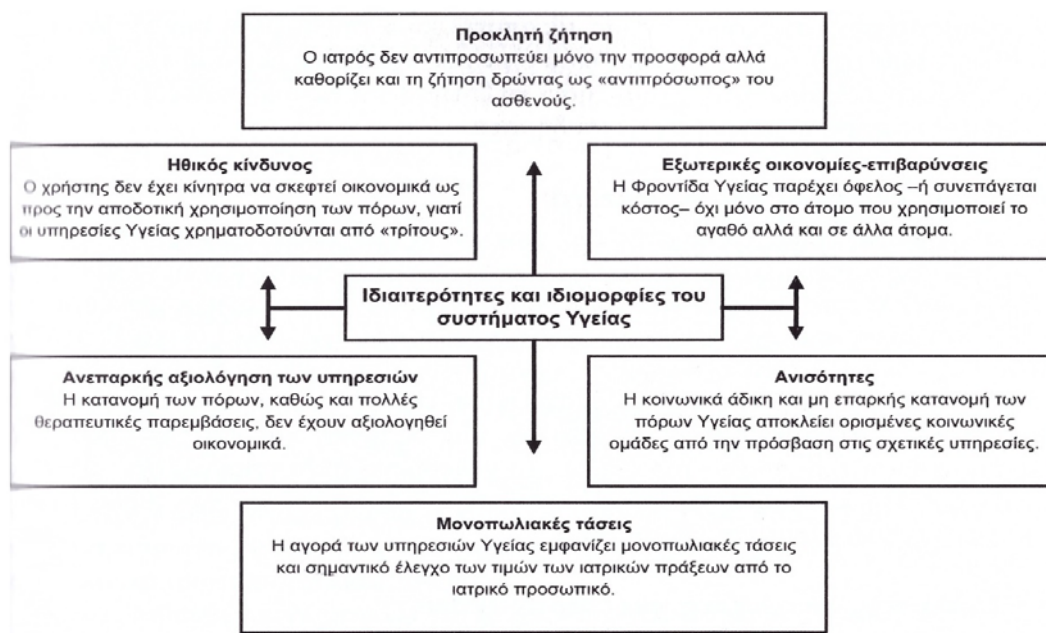 Προκλητή ζήτηση
Ο ιατρός δεν αντιπροσωπεύει μόνο την προσφορά αλλά
καθορίζει και τη ζήτηση δρώντας ως «αντιπρόσωπος» του
ασθενούς.
Ηθικός κίνδυνος
Ο χρήστης δεν έχει κίνητρα να σκεφτεί οικονομικά ως
προς την αποδοτική χρησιμοποίηση των πόρων, γιατί
οι υπηρεσίες Υγείας χρηματοδοτούνται από «τρίτους».
Εξωτερικές οικονομίες-επιβαρύνσεις
Η Φροντίδα Υγείας παρέχει όφελος –ή συνεπάγεται
κόστος– όχι μόνο στο άτομο που χρησιμοποιεί το
αγαθό αλλά και σε άλλα άτομα.
Ιδιαιτερότητες και ιδιομορφίες του
συστήματος Υγείας
Ανεπαρκής αξιολόγηση των υπηρεσιών
Η κατανομή των πόρων, καθώς και πολλές
θεραπευτικές παρεμβάσεις, δεν έχουν αξιολογηθεί
οικονομικά.
Ανισότητες
Η κοινωνικά άδικη και μη επαρκής κατανομή των
πόρων Υγείας αποκλείει ορισμένες κοινωνικές
ομάδες από την πρόσβαση στις σχετικές υπηρεσίες.
Μονοπωλιακές τάσεις
Η αγορά των υπηρεσιών Υγείας εμφανίζει μονοπωλιακές τάσεις
και σημαντικό έλεγχο των τιμών των ιατρικών πράξεων από το
ιατρικό προσωπικό.